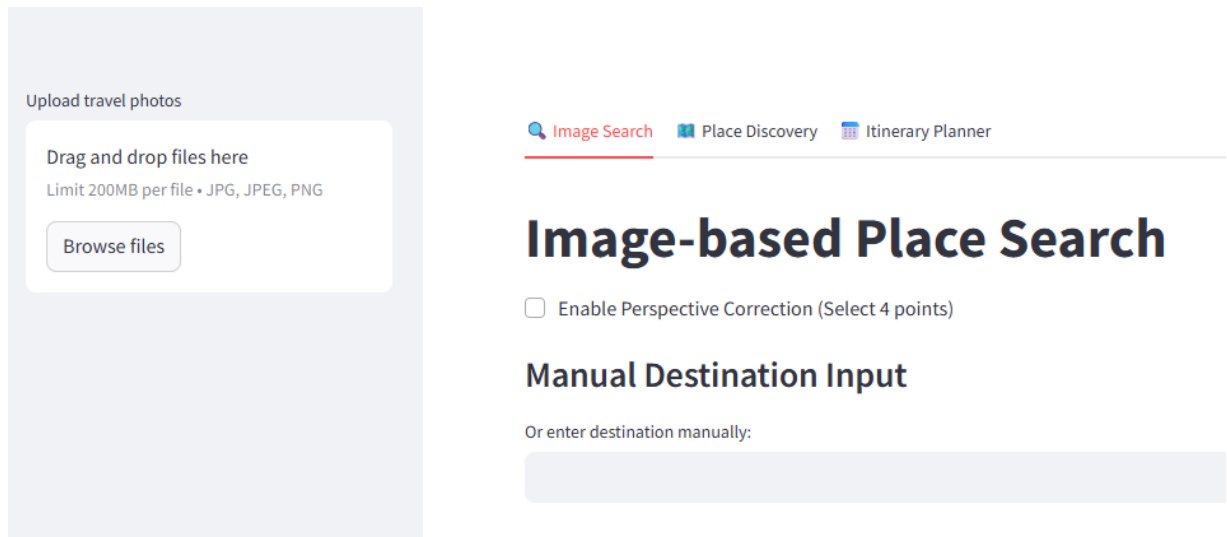 Upload travel photos
Drag and drop files here
Limit 200MB per file • JPG, JPEG, PNG
Browse files
🔍 Image Search 🗺️ Place Discovery 📅 Itinerary Planner
Image-based Place Search
Enable Perspective Correction (Select 4 points)
Manual Destination Input
Or enter destination manually: